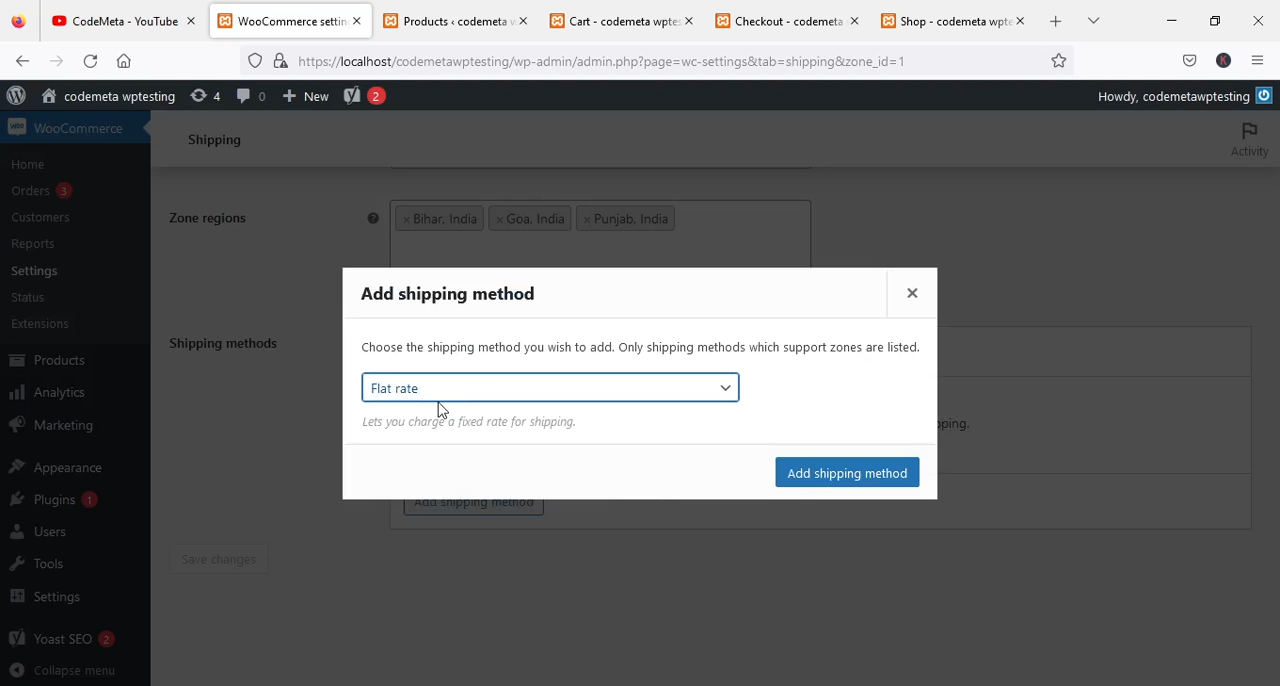 CodeMeta - YouTube
WooCommerce settin
Products ‹ codemeta w
Cart - codemeta wptes
Checkout - codemeta
Shop - codemeta wpte
https://localhost/codemetawptesting/wp-admin/admin.php?page=wc-settings&tab=shipping&zone_id=1
K
codemeta wptesting
4
0
New
2
Howdy, codemetawptesting
WooCommerce
Shipping
Activity
Home
Orders 3
Customers
Reports
Settings
Status
Extensions
Products
Analytics
Marketing
Appearance
Plugins 1
Users
Tools
Settings
Yoast SEO 2
Collapse menu
Zone regions
× Bihar, India
× Goa, India
× Punjab, India
Shipping methods
Add shipping method
Choose the shipping method you wish to add. Only shipping methods which support zones are listed.
Flat rate
Lets you charge a fixed rate for shipping.
Add shipping method
pping.
Add shipping method
Save changes